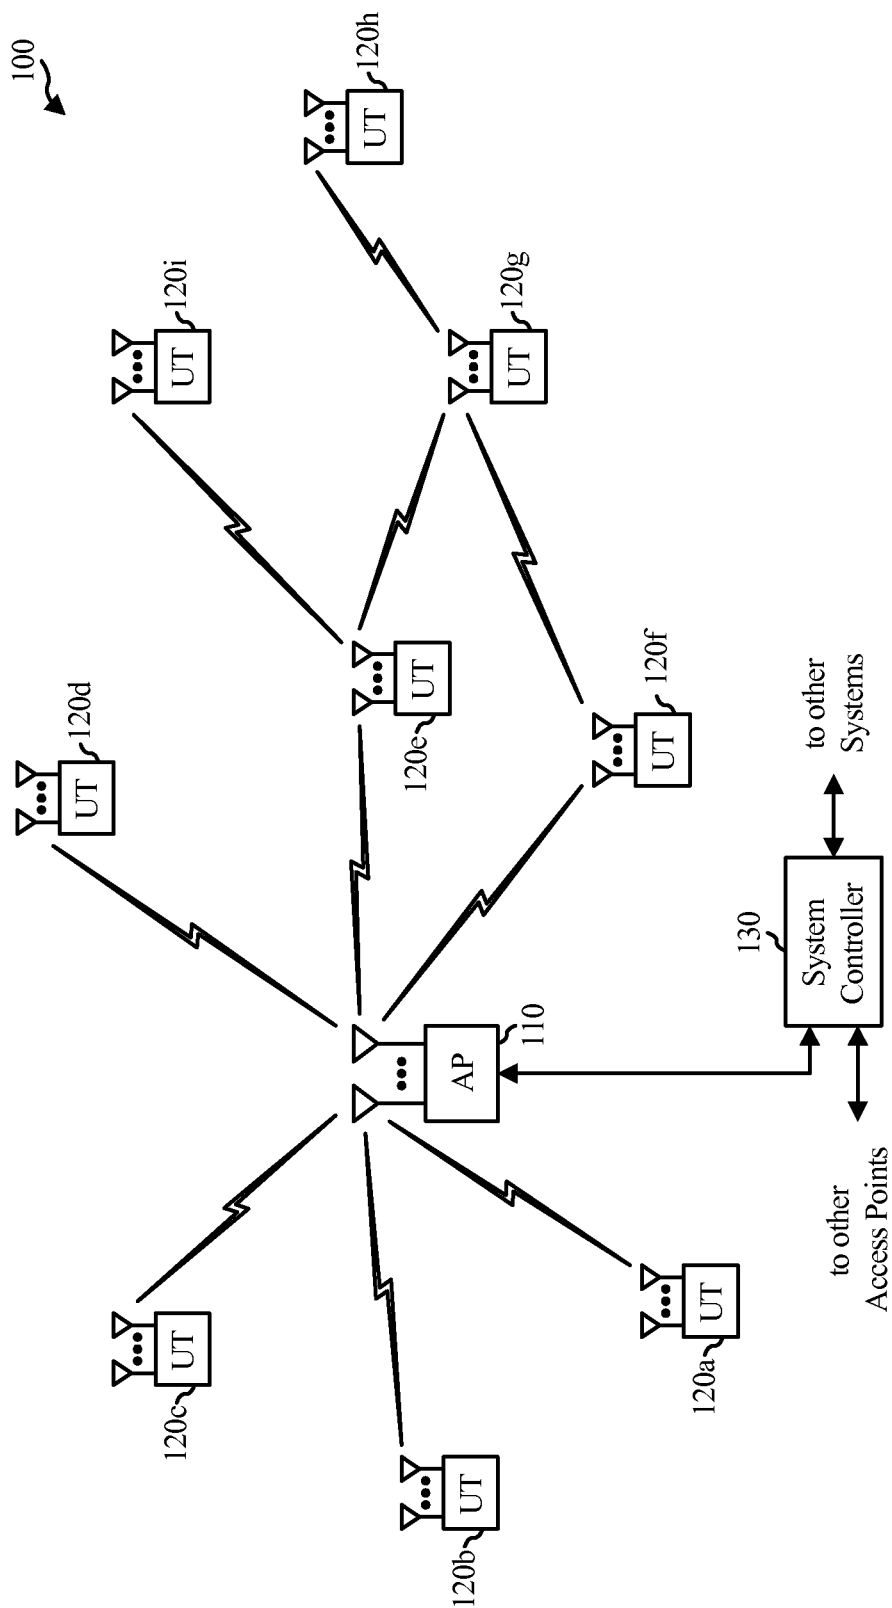 100
120d
UT
120i
UT
120h
UT
120c
UT
120e
UT
120g
UT
120b
UT
AP
110
120f
UT
120a
UT
130
System
Controller
to other
Systems
to other
Access Points